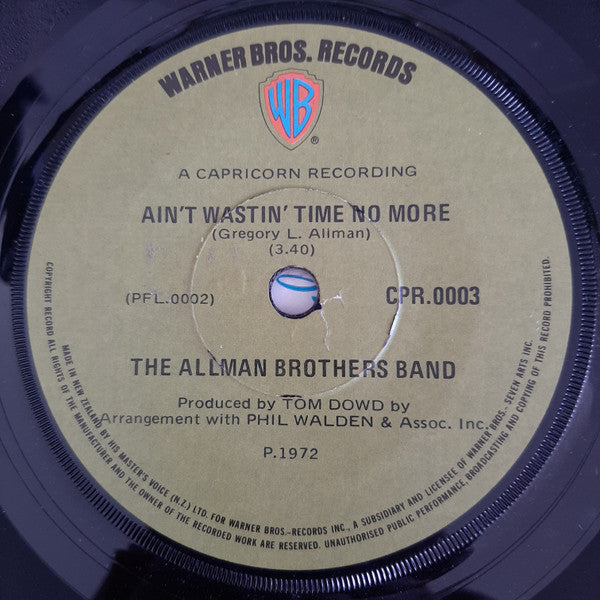 WARNER BROS. RECORDS
WB
®
A CAPRICORN RECORDING
AIN'T WASTIN' TIME NO MORE
(Gregory L. Allman)
(3.40)
(PFL.0002)
CPR.0003
THE ALLMAN BROTHERS BAND
Produced by TOM DOWD by
Arrangement with PHIL WALDEN & Assoc. Inc.
P.1972
COPYRIGHT RECORD ALL RIGHTS OF THE MANUFACTURER AND THE OWNER OF THE RECORDED WORK ARE RESERVED. UNAUTHORISED PUBLIC PERFORMANCE, BROADCASTING AND COPYING OF THIS RECORD PROHIBITED.
MADE IN NEW ZEALAND BY HIS MASTER'S VOICE (N.Z.) LTD. FOR WARNER BROS.-RECORDS INC., A SUBSIDIARY AND LICENSEE OF WARNER BROS.-SEVEN ARTS INC.